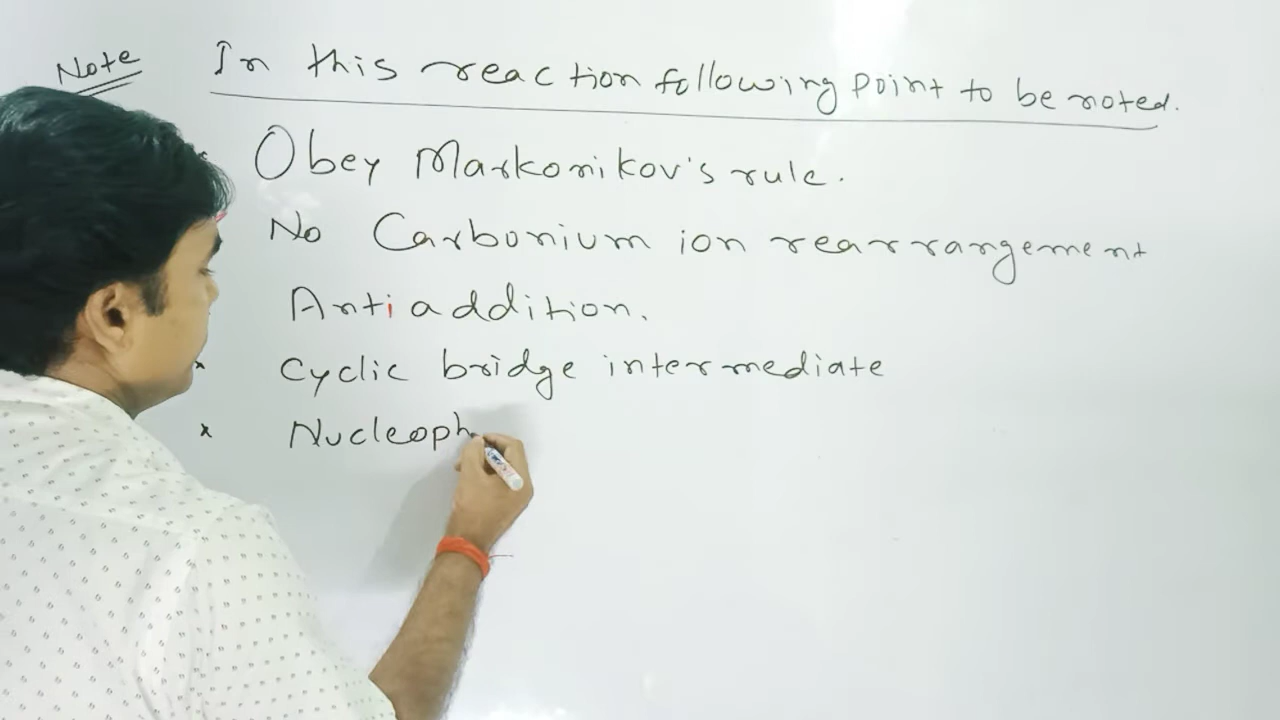 Note
In this reaction following point to be noted.
Obey Markonikov's rule.
No Carbonium ion rearrangement
Anti addition.
* Cyclic bridge intermediate
* Nucleoph